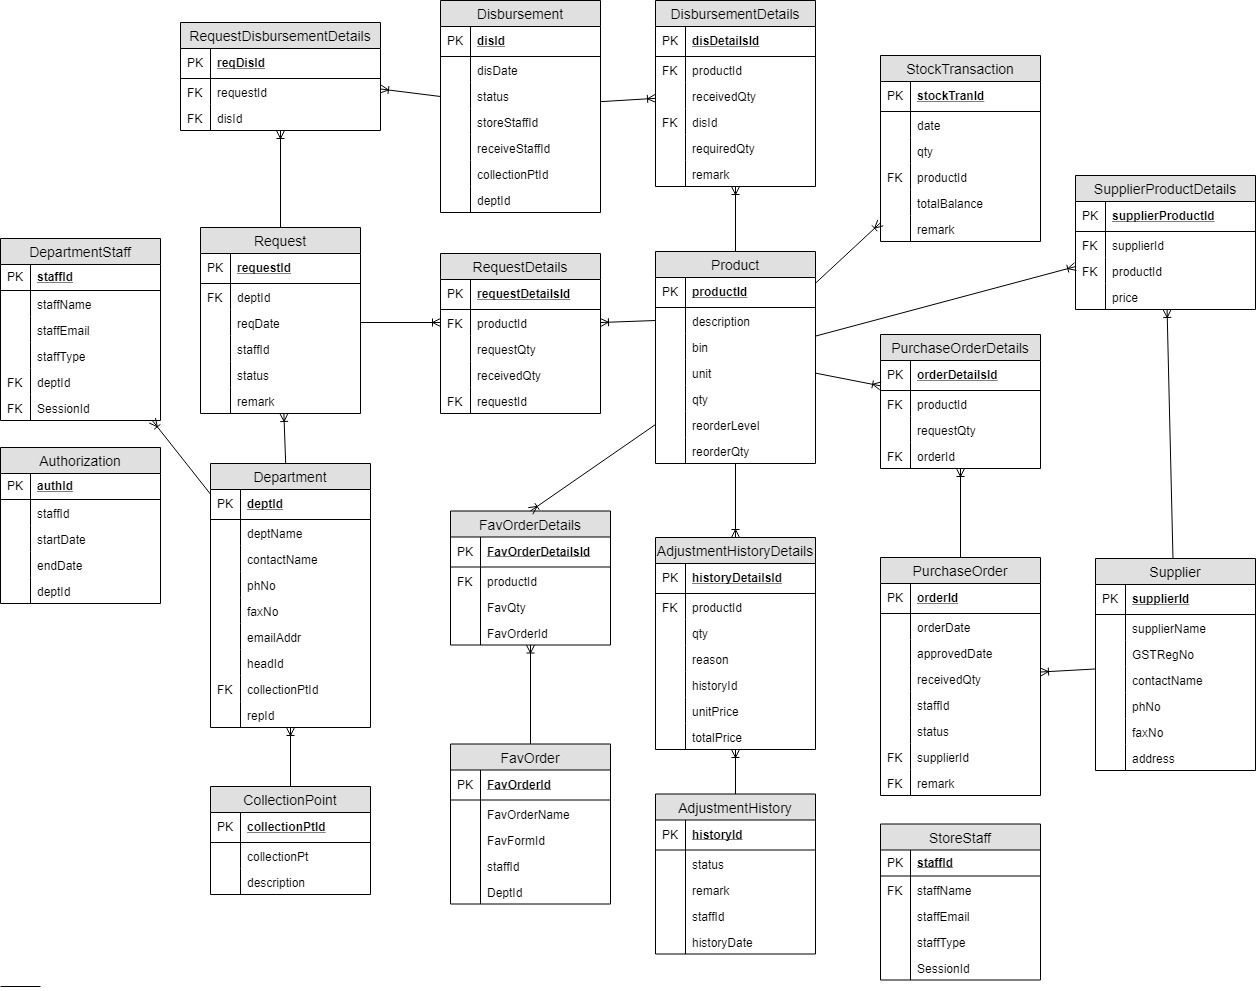 RequestDisbursementDetails
PK reqDisId
FK requestId
FK disId
Disbursement
PK disId
disDate
status
storeStaffId
receiveStaffId
collectionPtId
deptId
DisbursementDetails
PK disDetailsId
FK productId
receivedQty
FK disId
requiredQty
remark
StockTransaction
PK stockTranId
date
qty
FK productId
totalBalance
remark
SupplierProductDetails
PK supplierProductId
FK supplierId
FK productId
price
DepartmentStaff
PK staffId
staffName
staffEmail
staffType
FK deptId
FK SessionId
Request
PK requestId
FK deptId
reqDate
staffId
status
remark
RequestDetails
PK requestDetailsId
FK productId
requestQty
receivedQty
FK requestId
Product
PK productId
description
bin
unit
qty
reorderLevel
reorderQty
PurchaseOrderDetails
PK orderDetailsId
FK productId
requestQty
FK orderId
Authorization
PK authId
staffId
startDate
endDate
deptId
Department
PK deptId
deptName
contactName
phNo
faxNo
emailAddr
headId
FK collectionPtId
repId
FavOrderDetails
PK FavOrderDetailsId
FK productId
FavQty
FavOrderId
AdjustmentHistoryDetails
PK historyDetailsId
FK productId
qty
reason
historyId
unitPrice
totalPrice
PurchaseOrder
PK orderId
orderDate
approvedDate
receivedQty
staffId
status
FK supplierId
FK remark
Supplier
PK supplierId
supplierName
GSTRegNo
contactName
phNo
faxNo
address
CollectionPoint
PK collectionPtId
collectionPt
description
FavOrder
PK FavOrderId
FavOrderName
FavFormId
staffId
DeptId
AdjustmentHistory
PK historyId
status
remark
staffId
historyDate
StoreStaff
PK staffId
FK staffName
staffEmail
staffType
SessionId